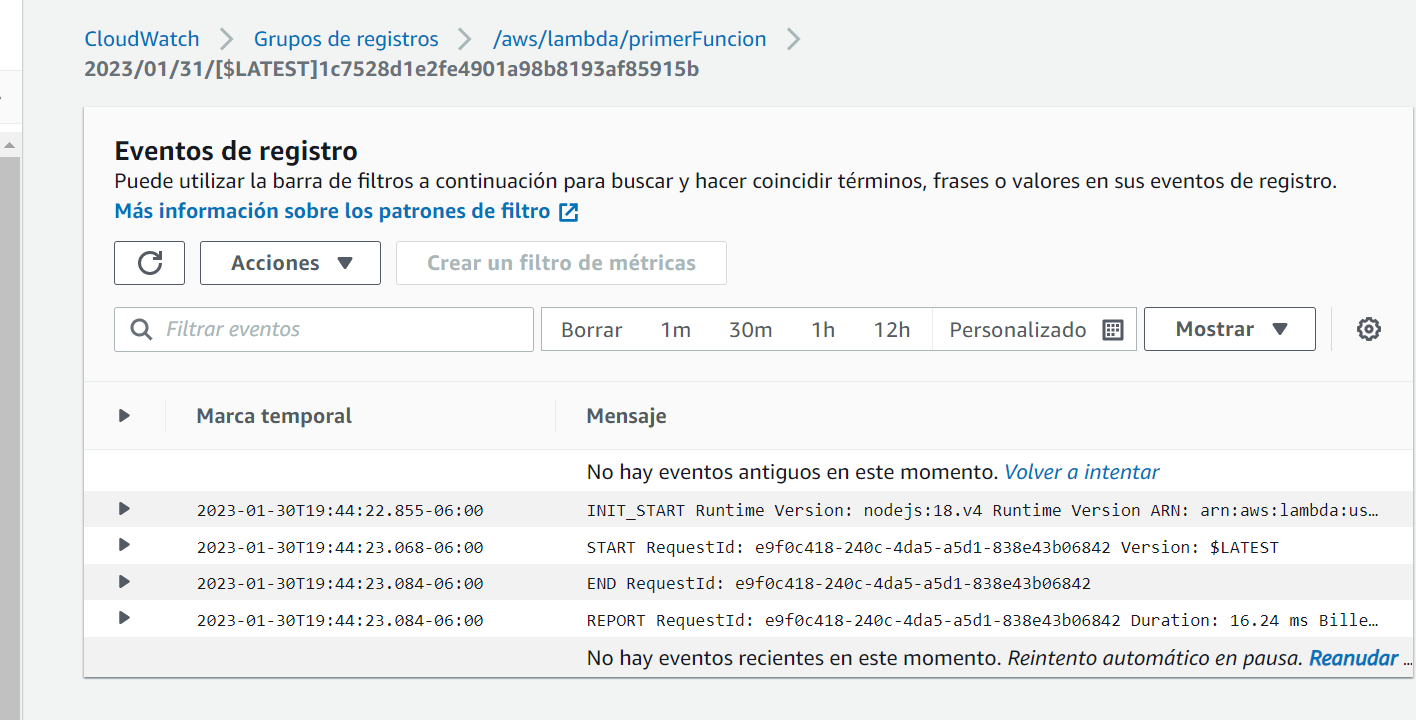 CloudWatch > Grupos de registros > /aws/lambda/primerFuncion >
2023/01/31/[$LATEST]1c7528d1e2fe4901a98b8193af85915b
Eventos de registro
Puede utilizar la barra de filtros a continuación para buscar y hacer coincidir términos, frases o valores en sus eventos de registro.
Más información sobre los patrones de filtro
Acciones Crear un filtro de métricas
Filtrar eventos Borrar 1m 30m 1h 12h Personalizado Mostrar
Marca temporal Mensaje
No hay eventos antiguos en este momento. Volver a intentar
2023-01-30T19:44:22.855-06:00 INIT_START Runtime Version: nodejs:18.v4 Runtime Version ARN: arn:aws:lambda:us…
2023-01-30T19:44:23.068-06:00 START RequestId: e9f0c418-240c-4da5-a5d1-838e43b06842 Version: $LATEST
2023-01-30T19:44:23.084-06:00 END RequestId: e9f0c418-240c-4da5-a5d1-838e43b06842
2023-01-30T19:44:23.084-06:00 REPORT RequestId: e9f0c418-240c-4da5-a5d1-838e43b06842 Duration: 16.24 ms Bille…
No hay eventos recientes en este momento. Reintento automático en pausa. Reanudar …